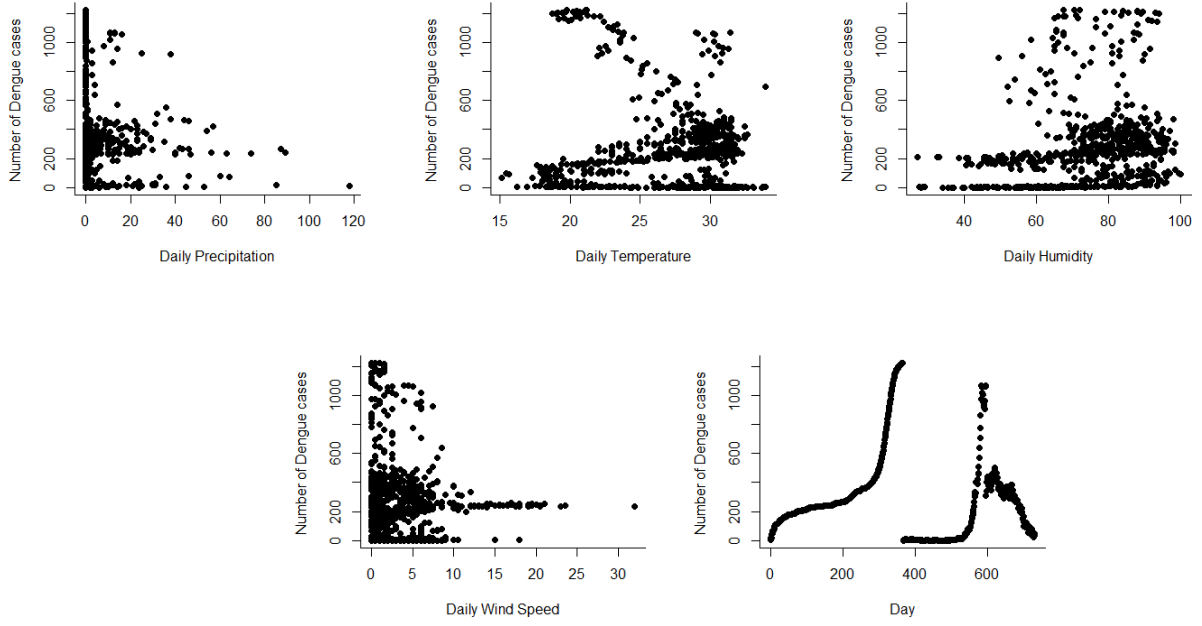 Number of Dengue cases
0 200 600 1000
0 20 40 60 80 100 120
Daily Precipitation
Number of Dengue cases
0 200 600 1000
15 20 25 30
Daily Temperature
Number of Dengue cases
0 200 600 1000
40 60 80 100
Daily Humidity
Number of Dengue cases
0 200 600 1000
0 5 10 15 20 25 30
Daily Wind Speed
Number of Dengue cases
0 200 600 1000
0 200 400 600
Day